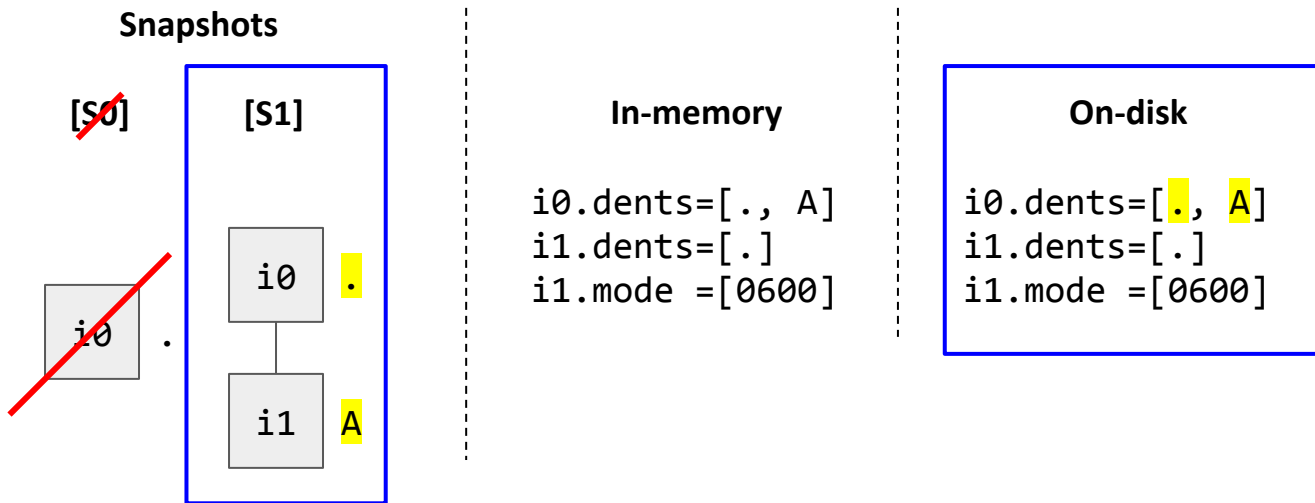 Snapshots
[S0]
[S1]
i0 .
i0 .
i1 A
In-memory
i0.dents=[., A]
i1.dents=[.]
i1.mode =[0600]
On-disk
i0.dents=[., A]
i1.dents=[.]
i1.mode =[0600]